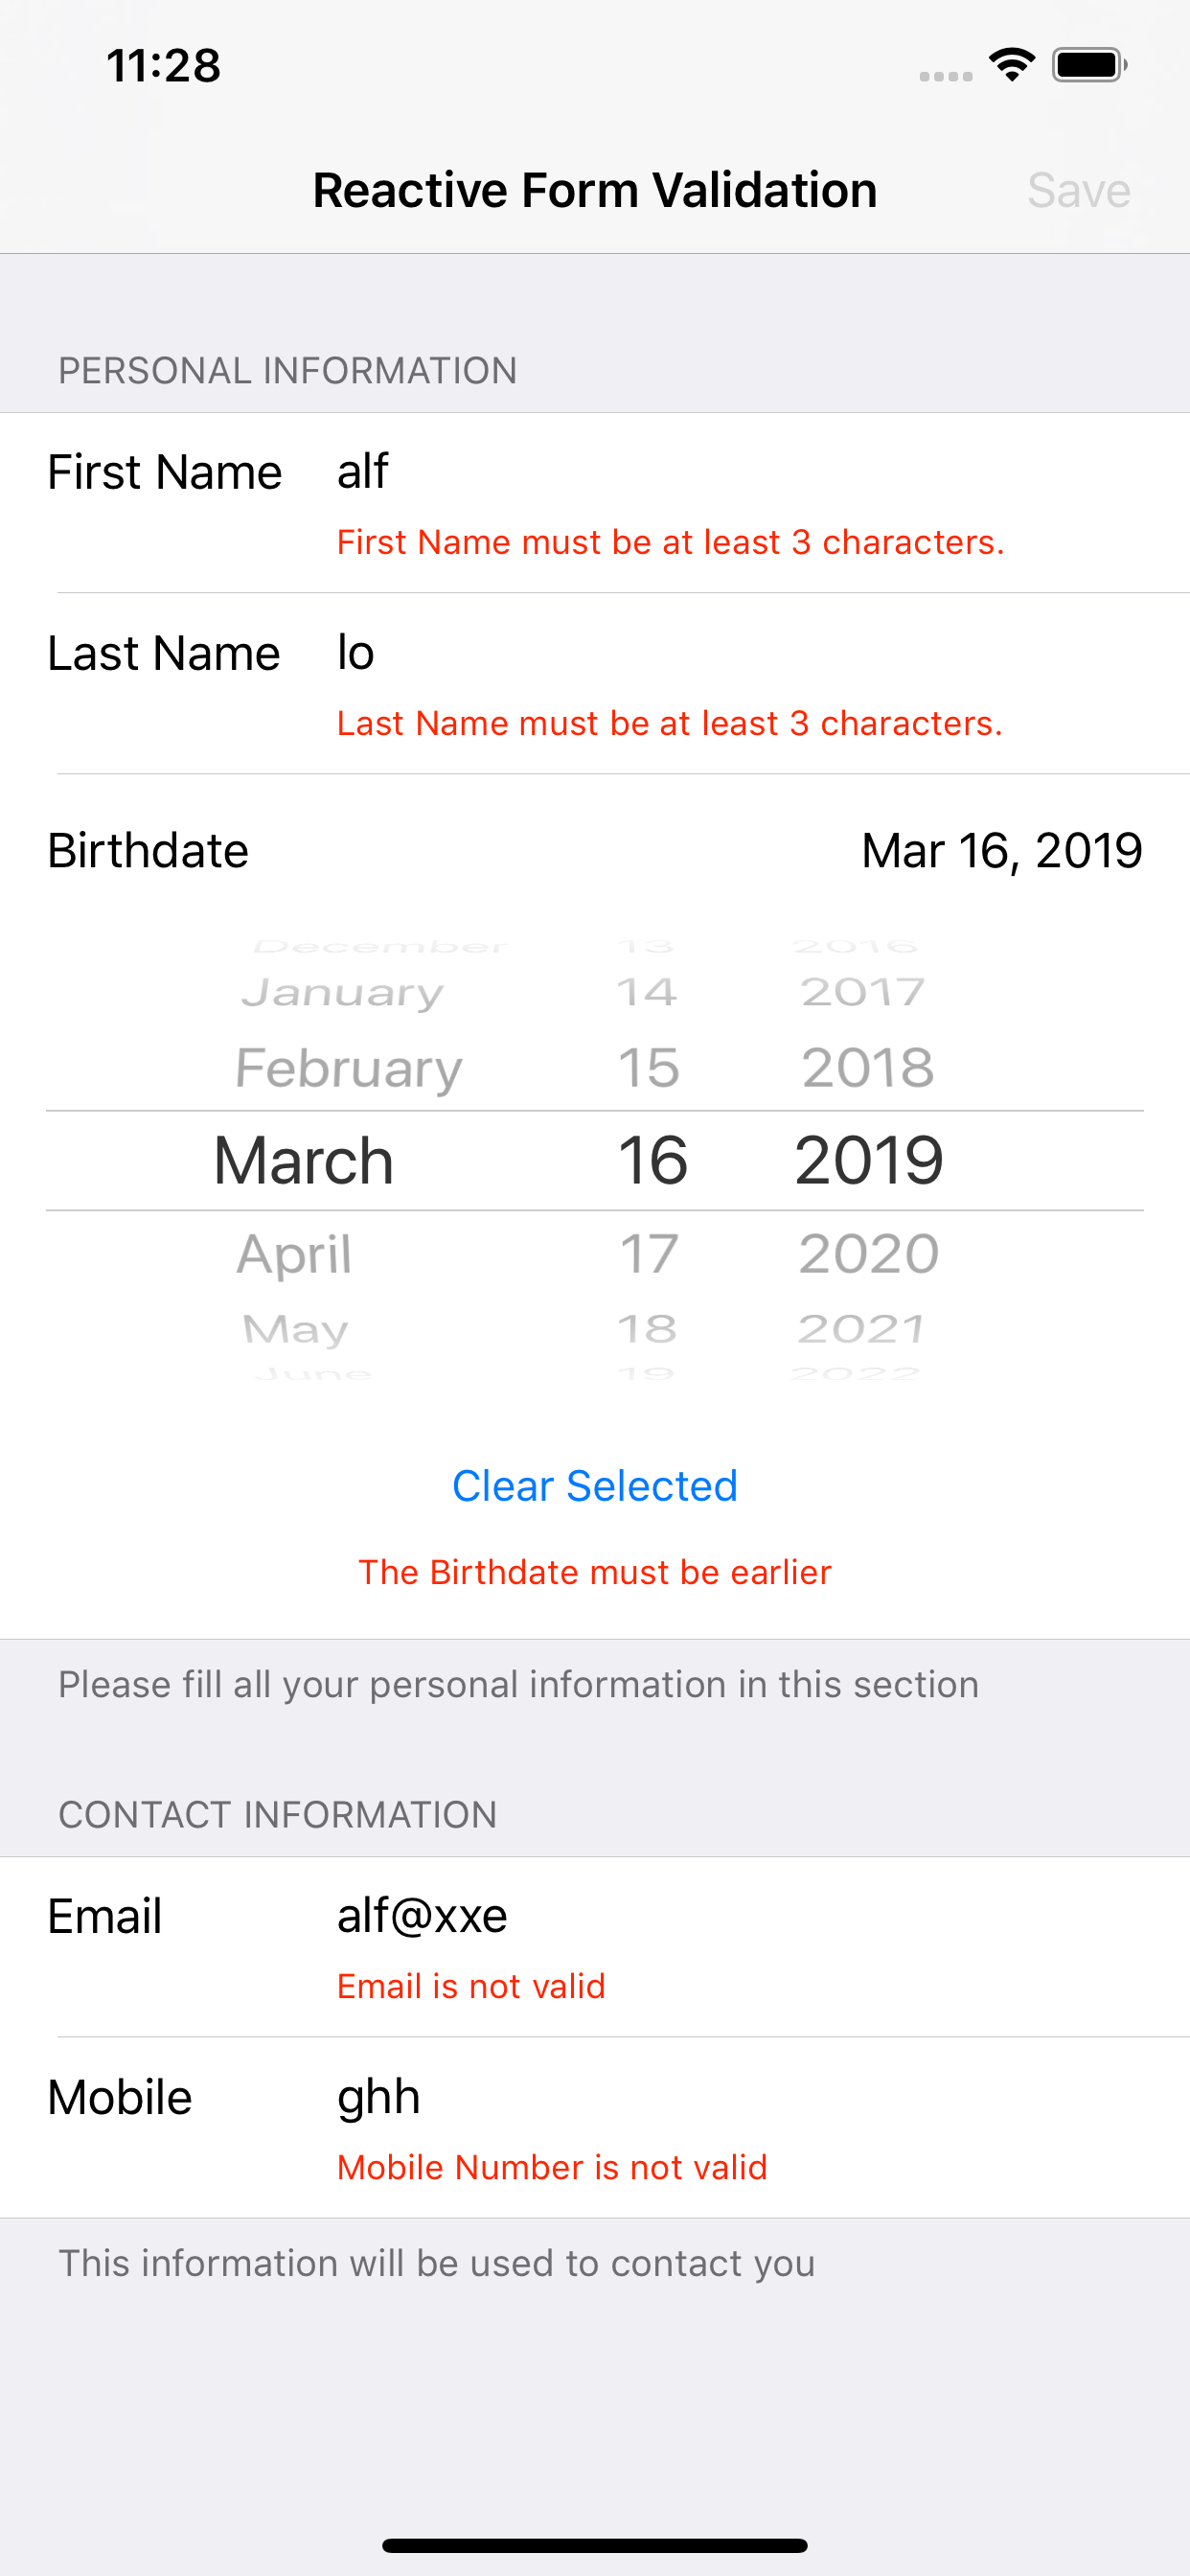 11:28
Reactive Form Validation Save
PERSONAL INFORMATION
First Name alf
First Name must be at least 3 characters.
Last Name lo
Last Name must be at least 3 characters.
Birthdate Mar 16, 2019
December 13 2016
January 14 2017
February 15 2018
March 16 2019
April 17 2020
May 18 2021
June 19 2022
Clear Selected
The Birthdate must be earlier
Please fill all your personal information in this section
CONTACT INFORMATION
Email alf@xxe
Email is not valid
Mobile ghh
Mobile Number is not valid
This information will be used to contact you